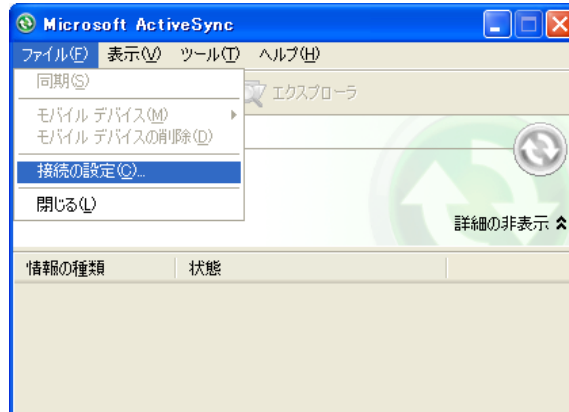 Microsoft ActiveSync
ファイル(F) 表示(V) ツール(T) ヘルプ(H)
同期(S)
エクスプローラ
モバイル デバイス(M)
モバイル デバイスの削除(D)
接続の設定(C)...
閉じる(L)
詳細の非表示
情報の種類 状態